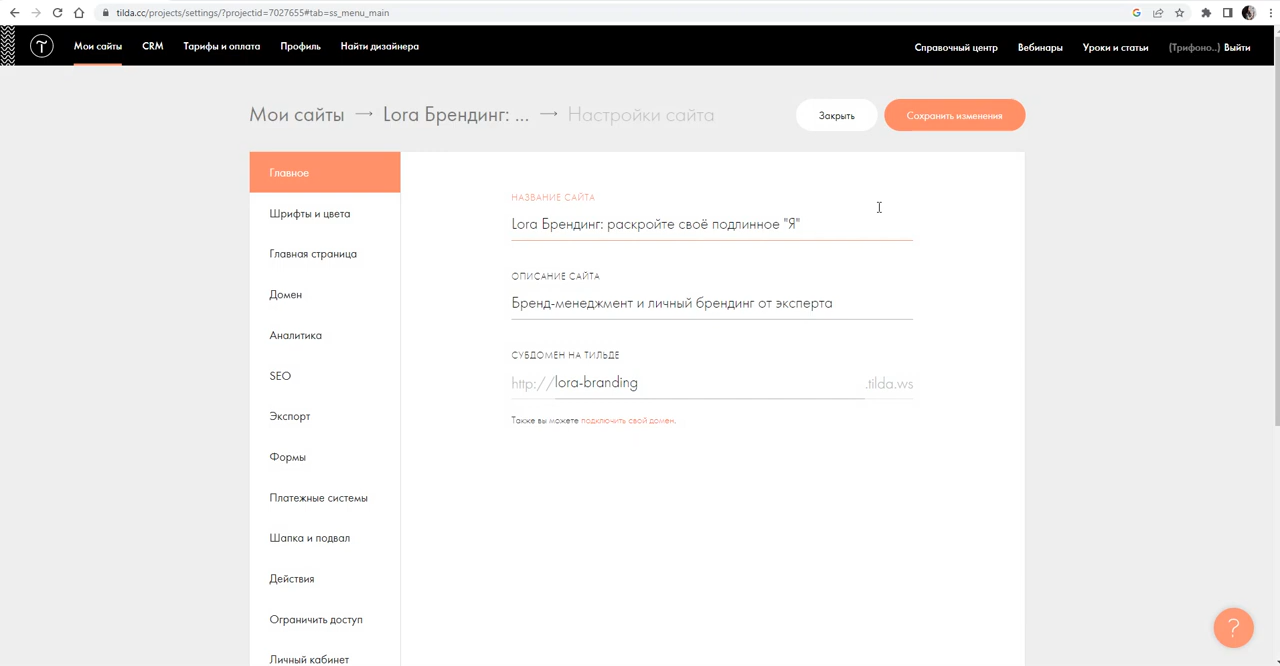 tilda.cc/projects/settings/?projectid=7027655#tab=ss_menu_main
Мои сайты CRM Тарифы и оплата Профиль Найти дизайнера Справочный центр Вебинары Уроки и статьи (Трифоно..) Выйти
Мои сайты → Lora Брендинг: ... → Настройки сайта Закрыть Сохранить изменения
Главное
Шрифты и цвета
Главная страница
Домен
Аналитика
SEO
Экспорт
Формы
Платежные системы
Шапка и подвал
Действия
Ограничить доступ
Личный кабинет
НАЗВАНИЕ САЙТА
Lora Брендинг: раскройте своё подлинное "Я"
ОПИСАНИЕ САЙТА
Бренд-менеджмент и личный брендинг от эксперта
СУБДОМЕН НА ТИЛЬДЕ
http://lora-branding .tilda.ws
Также вы можете подключить свой домен.
?